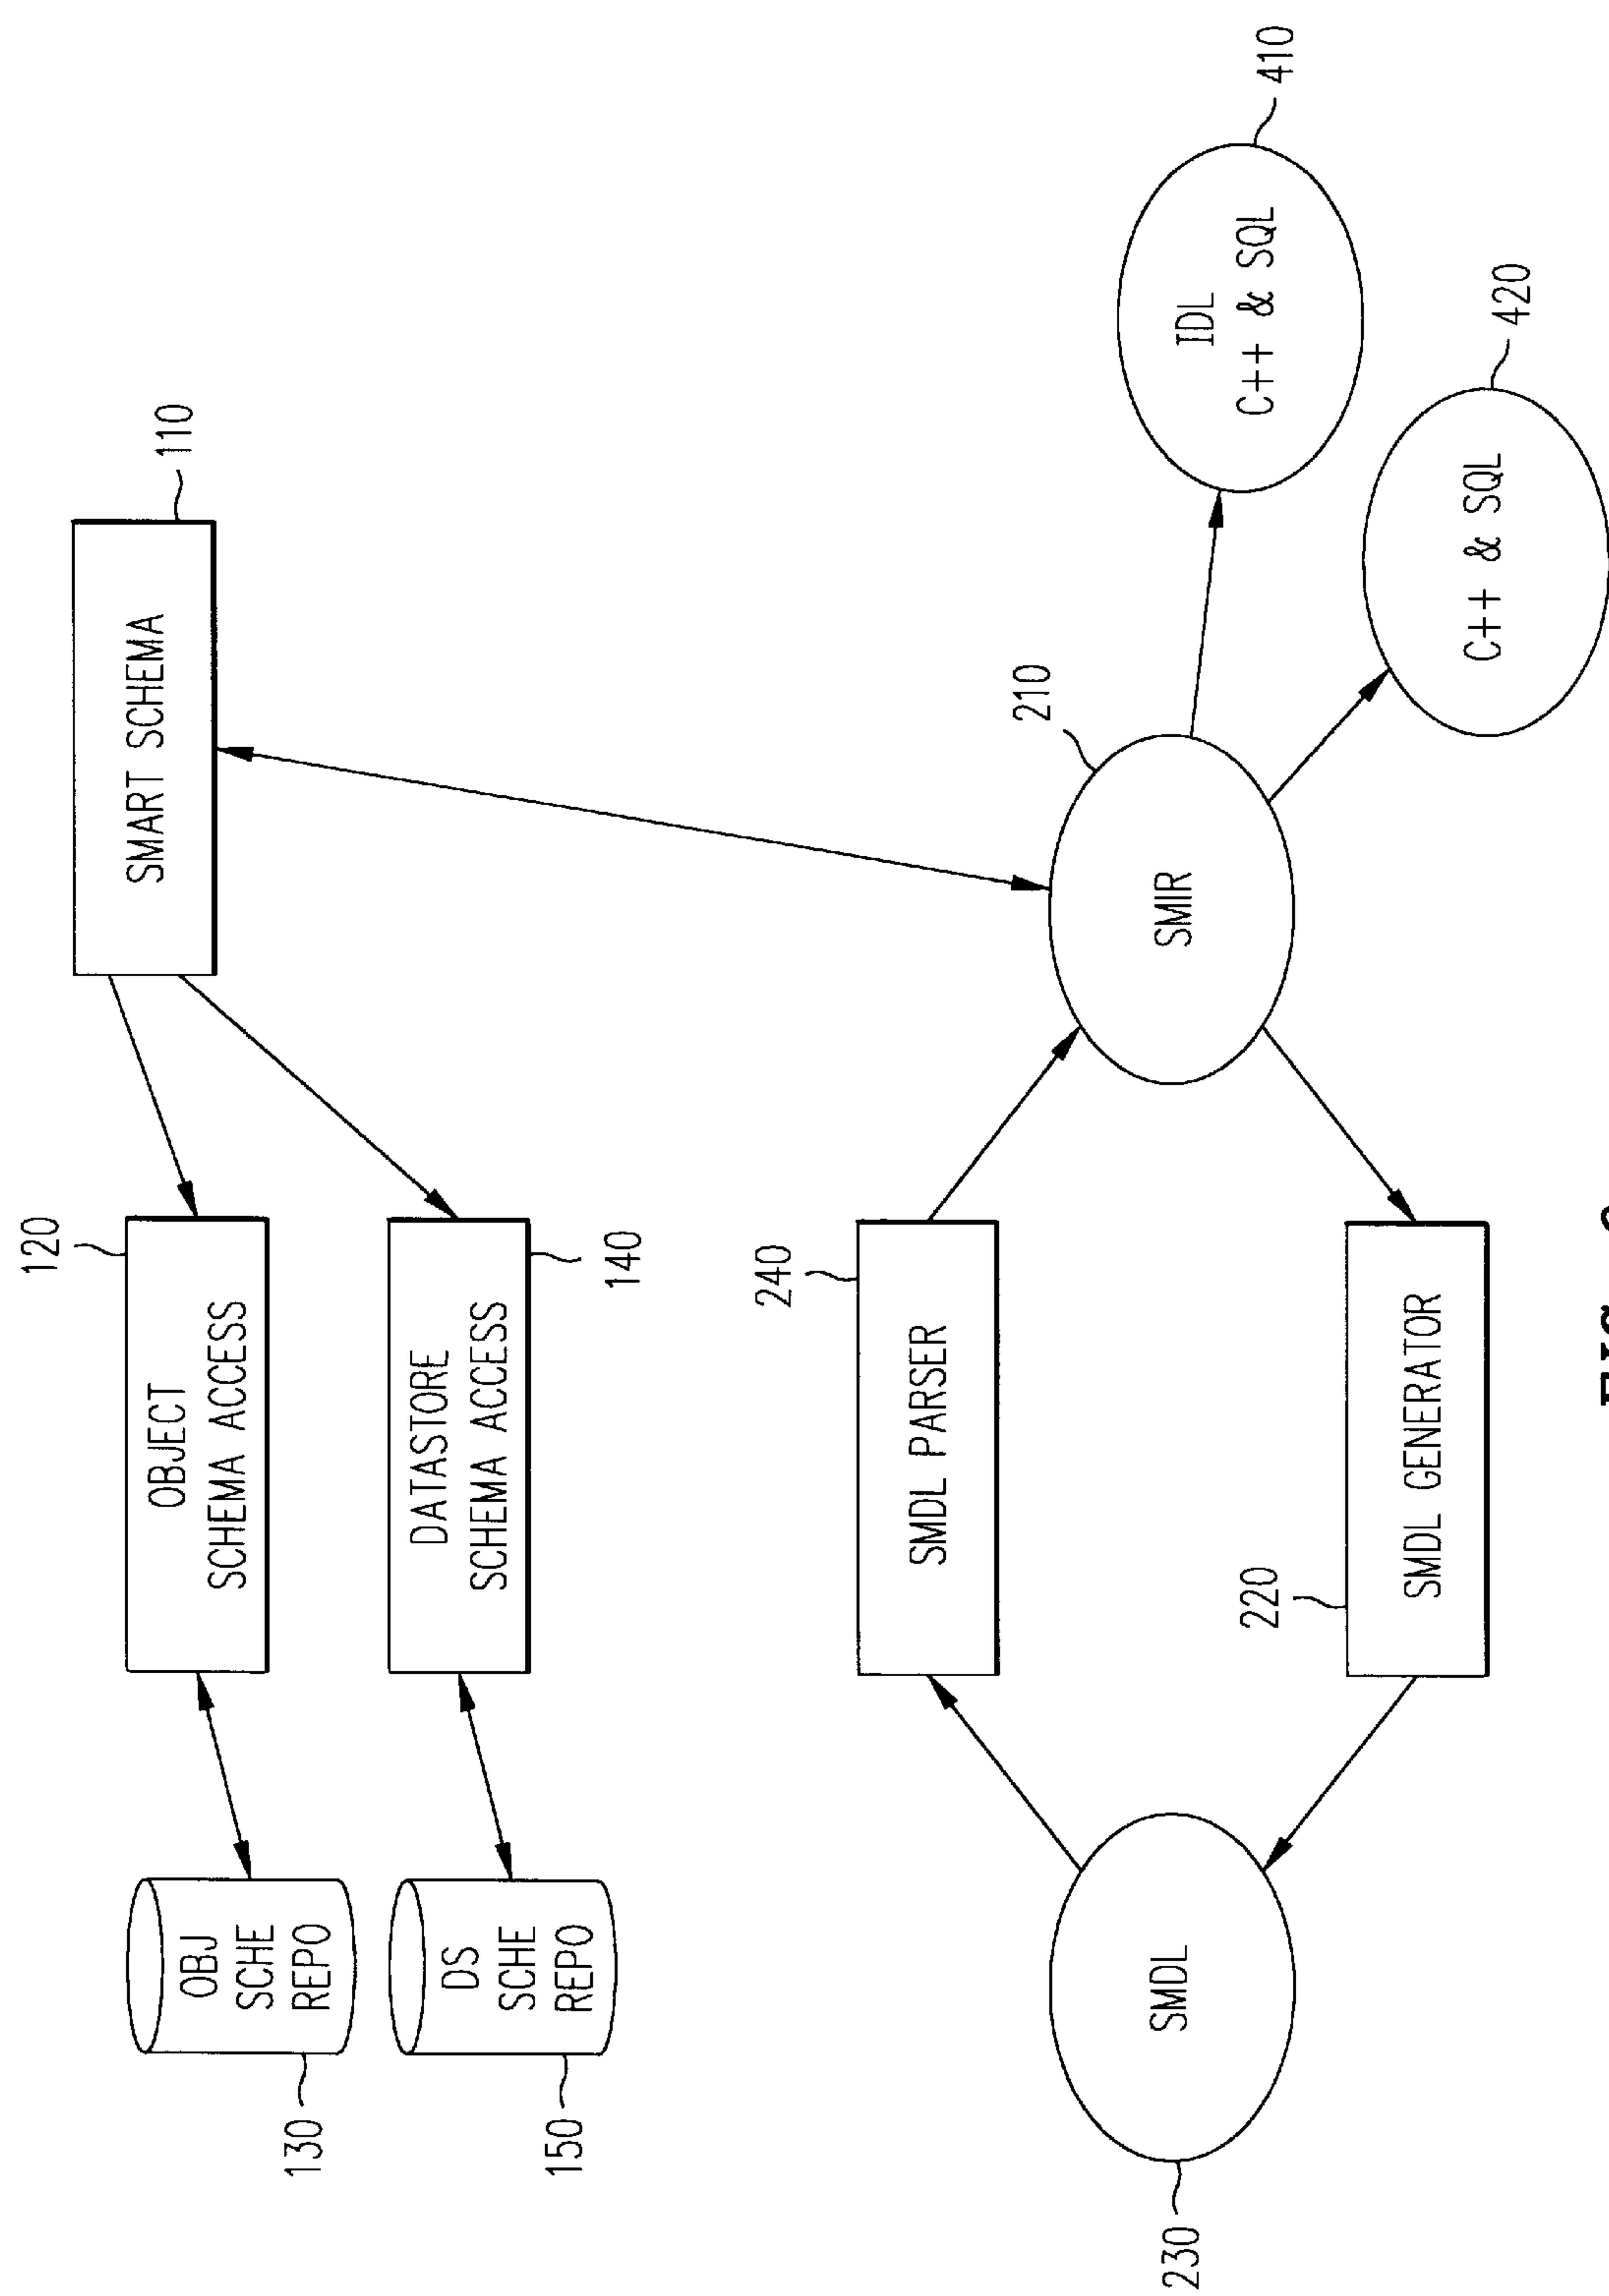 130
OBJ
SCHE
REPO
120
OBJECT
SCHEMA ACCESS
SMART SCHEMA
110
150
DS
SCHE
REPO
140
DATASTORE
SCHEMA ACCESS
240
SMDL PARSER
230
SMDL
210
SMIR
IDL
C++ & SQL
410
220
SMDL GENERATOR
C++ & SQL
420